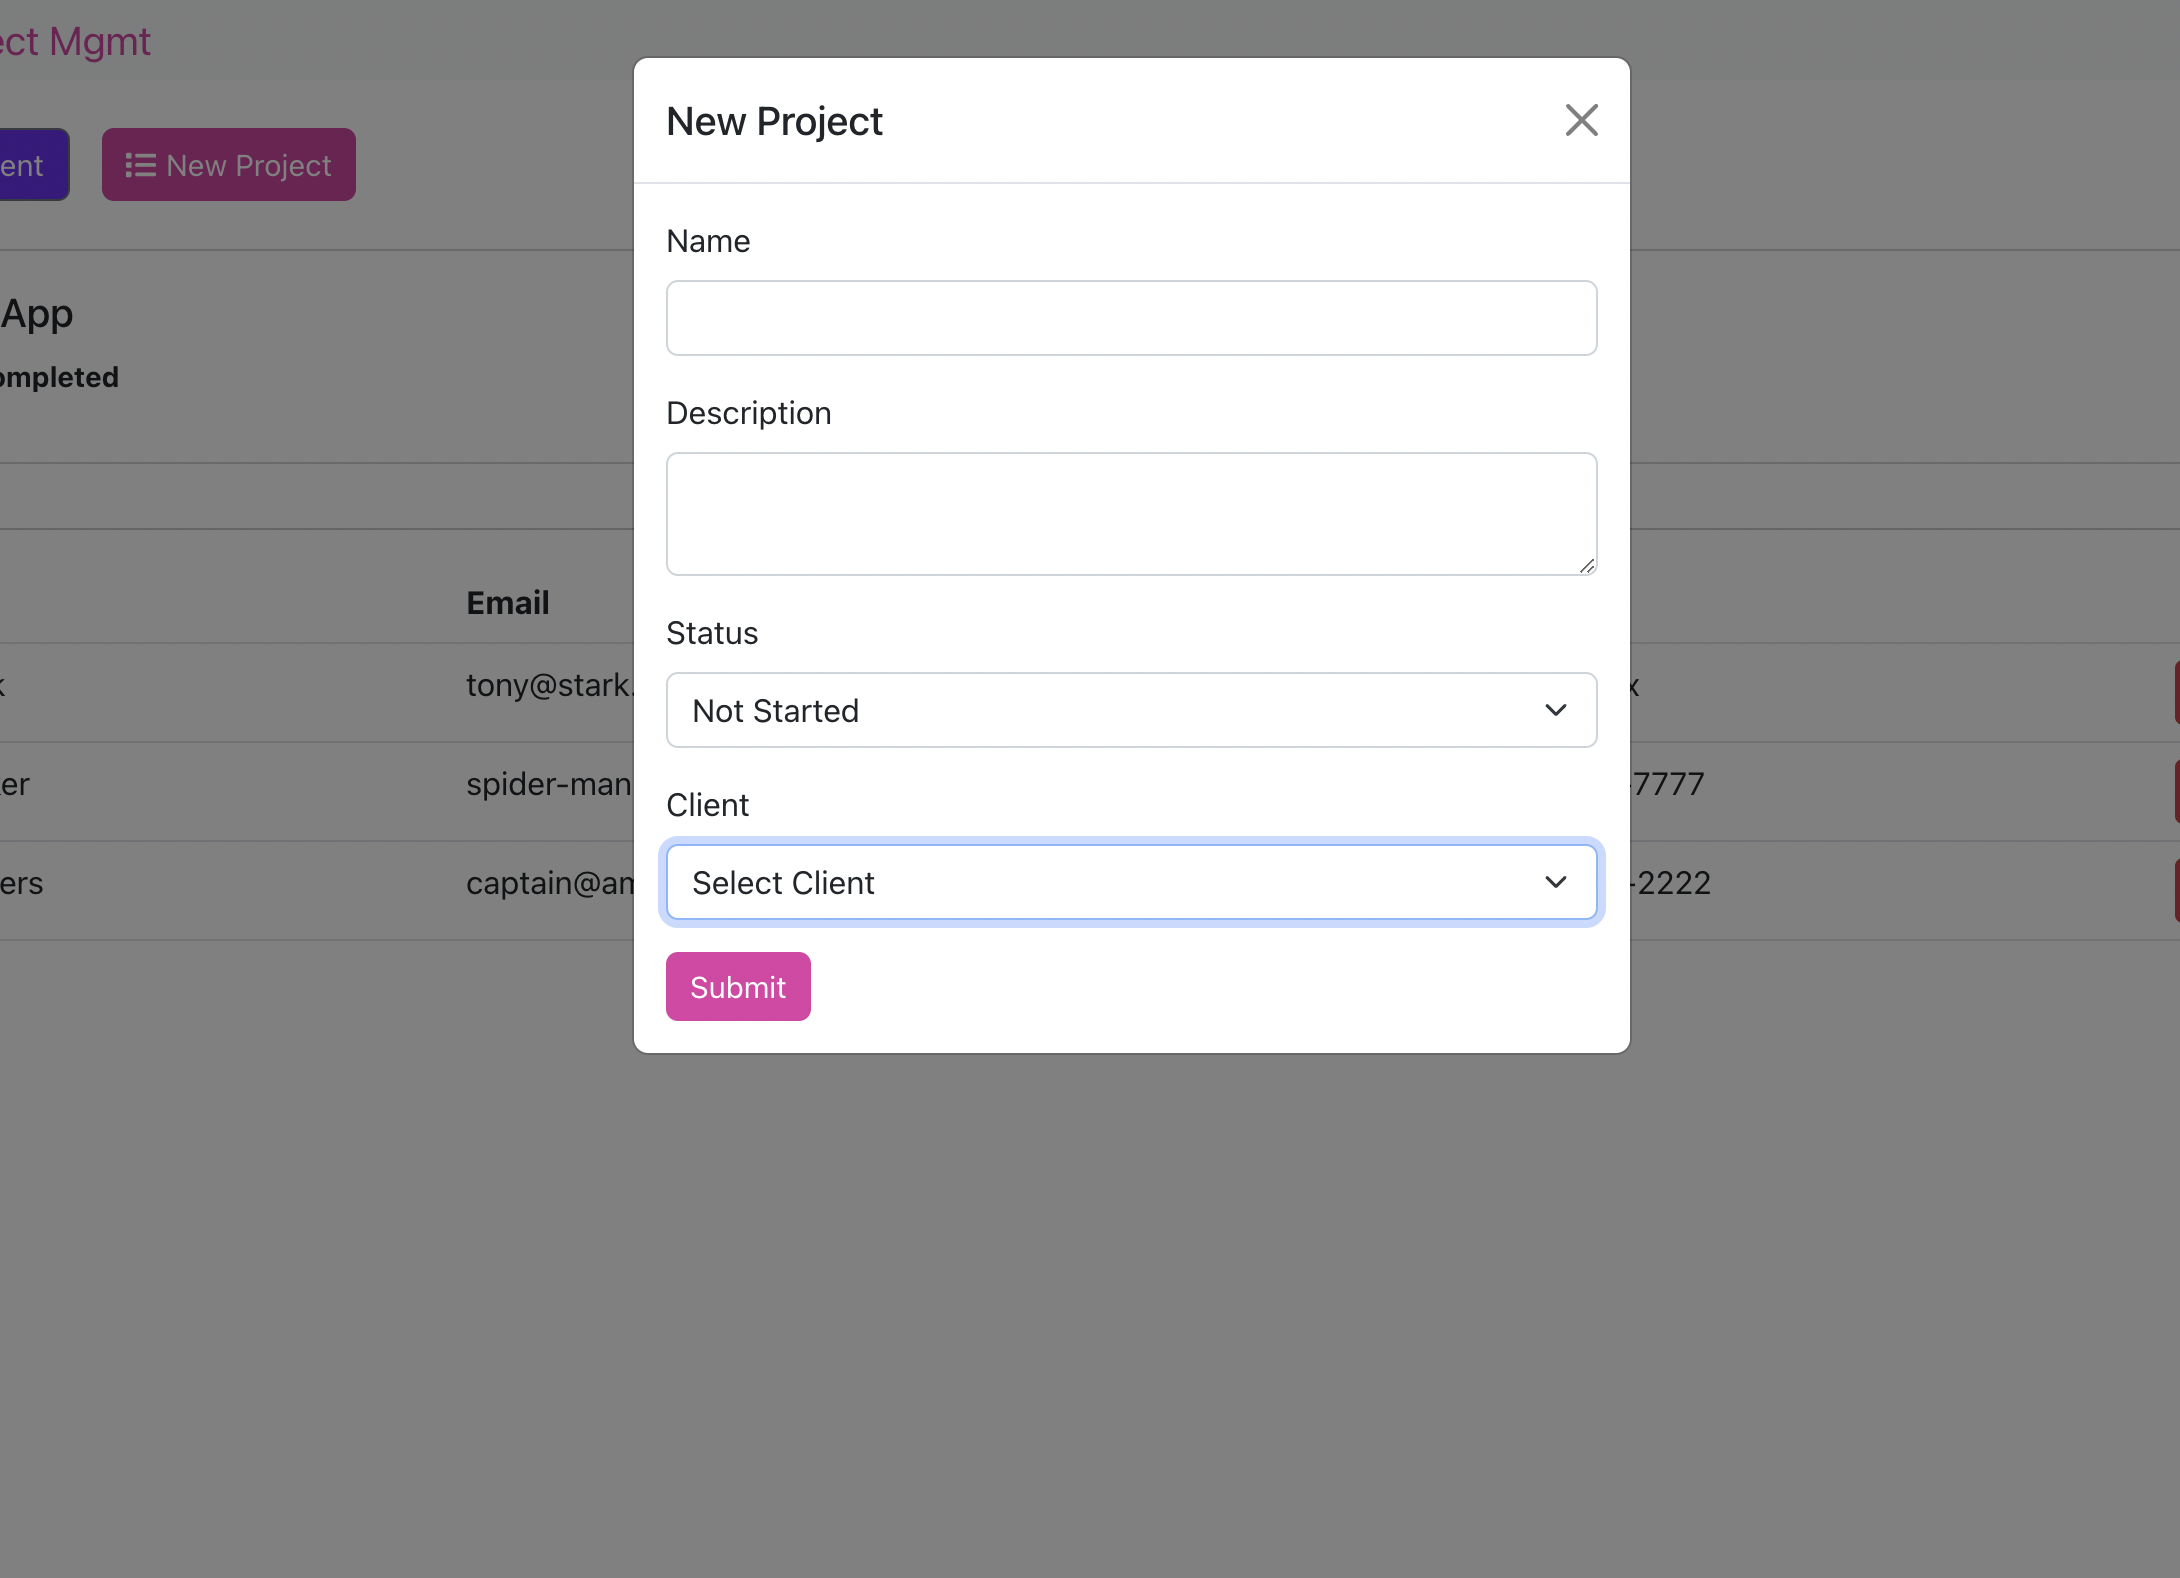 ect Mgmt
ent
New Project
App
ompleted
Email
k
tony@stark.
x
er
spider-man
-7777
ers
captain@am
-2222
New Project
Name
Description
Status
Not Started
Client
Select Client
Submit